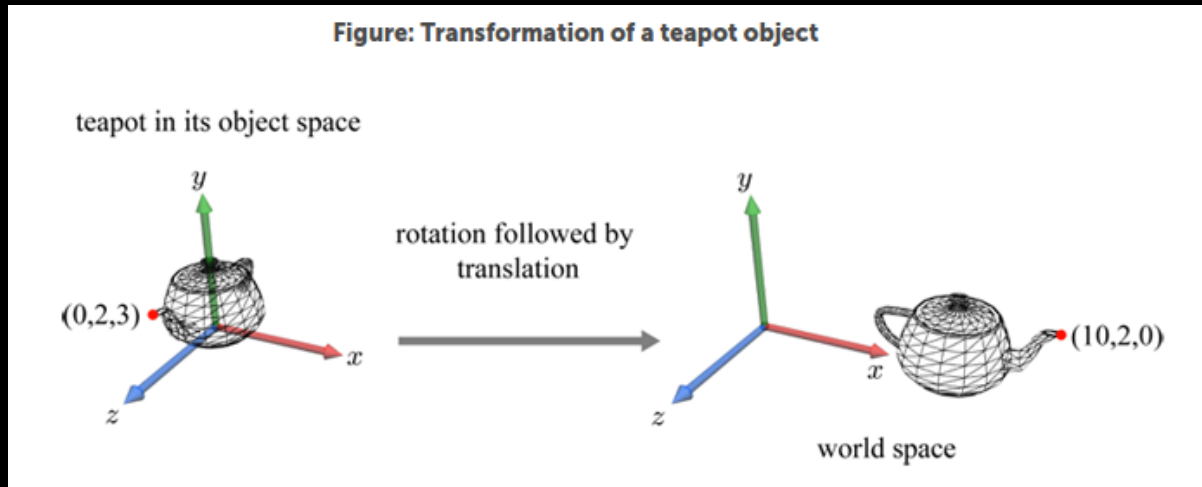 Figure: Transformation of a teapot object
teapot in its object space
y
(0,2,3)
x
z
rotation followed by
translation
y
(10,2,0)
x
z
world space